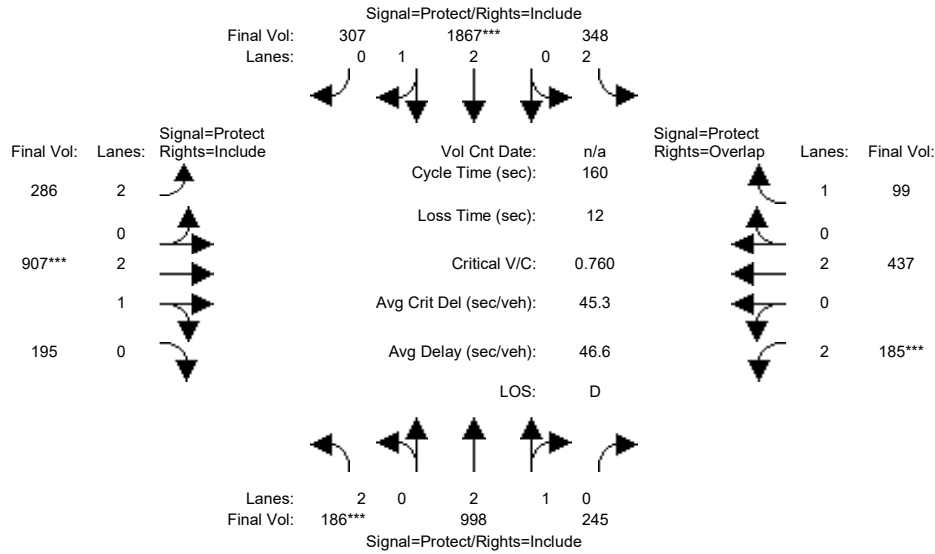 Signal=Protect/Rights=Include
Final Vol: 307 1867*** 348
Lanes: 0 1 2 0 2
Signal=Protect
Final Vol: Lanes: Rights=Include
Vol Cnt Date: n/a
Signal=Protect
Rights=Overlap Lanes: Final Vol:
Cycle Time (sec): 160
286 2
1 99
Loss Time (sec): 12
0
0
907*** 2
Critical V/C: 0.760
2 437
1
Avg Crit Del (sec/veh): 45.3
0
195 0
Avg Delay (sec/veh): 46.6
2 185***
LOS: D
Lanes: 2 0 2 1 0
Final Vol: 186*** 998 245
Signal=Protect/Rights=Include